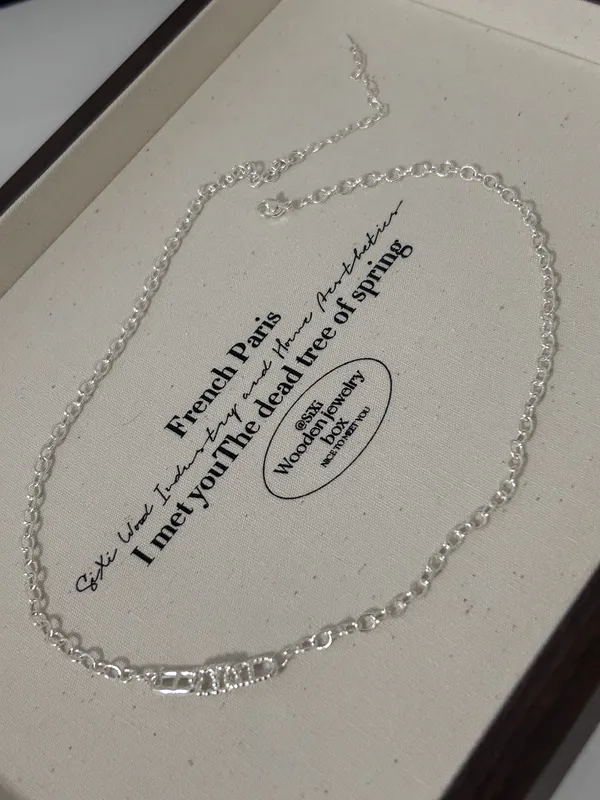 French Paris
SiXi Wood Industry and Home Aesthetics
I met youThe dead tree of spring
@SiXi
Wooden jewelry
box
NICE TO MEET YOU